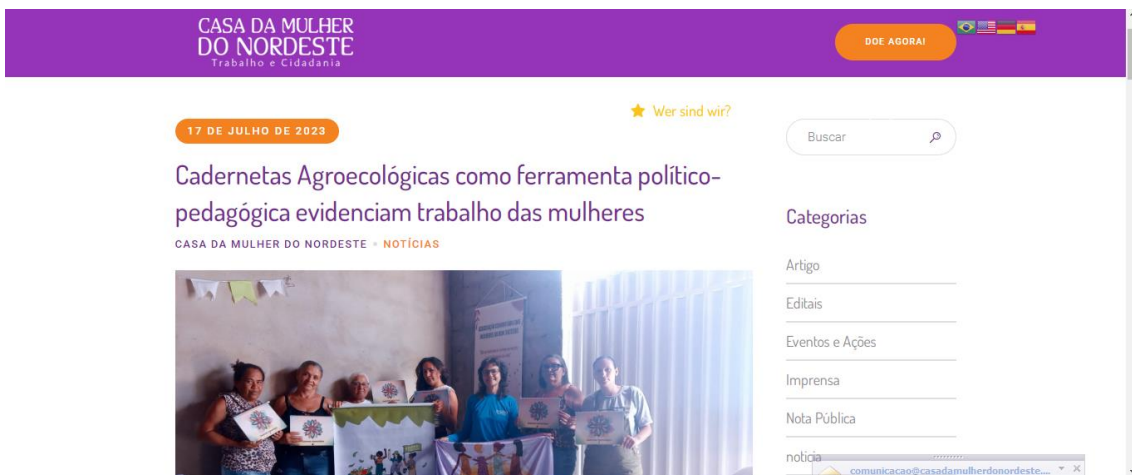 CASA DA MULHER
DO NORDESTE
Trabalho e Cidadania
DOE AGORA!
Wer sind wir?
17 DE JULHO DE 2023
Cadernetas Agroecológicas como ferramenta político-
pedagógica evidenciam trabalho das mulheres
CASA DA MULHER DO NORDESTE • NOTÍCIAS
Buscar
Categorias
Artigo
Editais
Eventos e Ações
Imprensa
Nota Pública
noticia
comunicacao@casadamulherdonordeste....